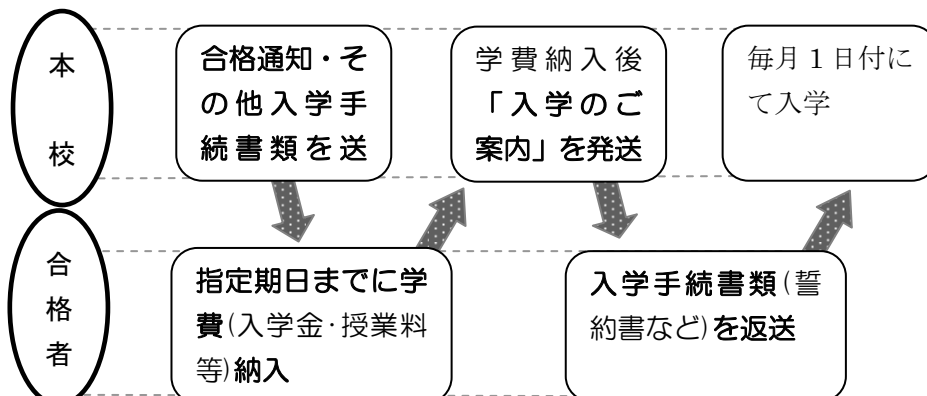 本校
合格通知・そ
の他入学手
続書類を送
学費納入後
「入学のご
案内」を発送
毎月1日付に
て入学
合格者
指定期日までに学
費(入学金・授業料
等)納入
入学手続書類(誓
約書など)を返送